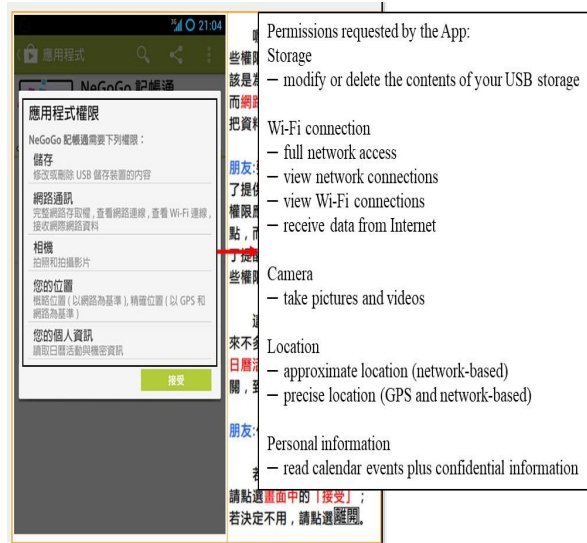 3G 21:04
應用程式
NeGoGo 記帳通
應用程式權限
NeGoGo 記帳通需要下列權限：
儲存
修改或刪除 USB 儲存裝置的內容
網路通訊
完整網路存取權 , 查看網路連線 , 查看 Wi-Fi 連線 ,
接收網際網路資料
相機
拍照和拍攝影片
您的位置
概略位置 ( 以網路為基準 ) , 精確位置 ( 以 GPS 和
網路為基準 )
您的個人資訊
讀取日曆活動與機密資訊
接受
些權限
該是為
而網路
把資料
朋友:
了提供
權限應
點，而
了提醒
些權限
來不多
日曆活
開，到
朋友:
請點選畫面中的「接受」；
若決定不用，請點選離開。
Permissions requested by the App:
Storage
– modify or delete the contents of your USB storage
Wi-Fi connection
– full network access
– view network connections
– view Wi-Fi connections
– receive data from Internet
Camera
– take pictures and videos
Location
– approximate location (network-based)
– precise location (GPS and network-based)
Personal information
– read calendar events plus confidential information